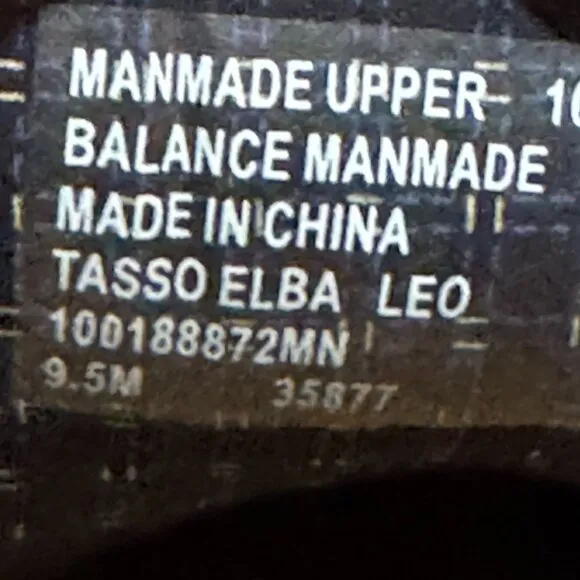 MANMADE UPPER
BALANCE MANMADE
MADE IN CHINA
TASSO ELBA LEO
100188872MN
9.5M 35877